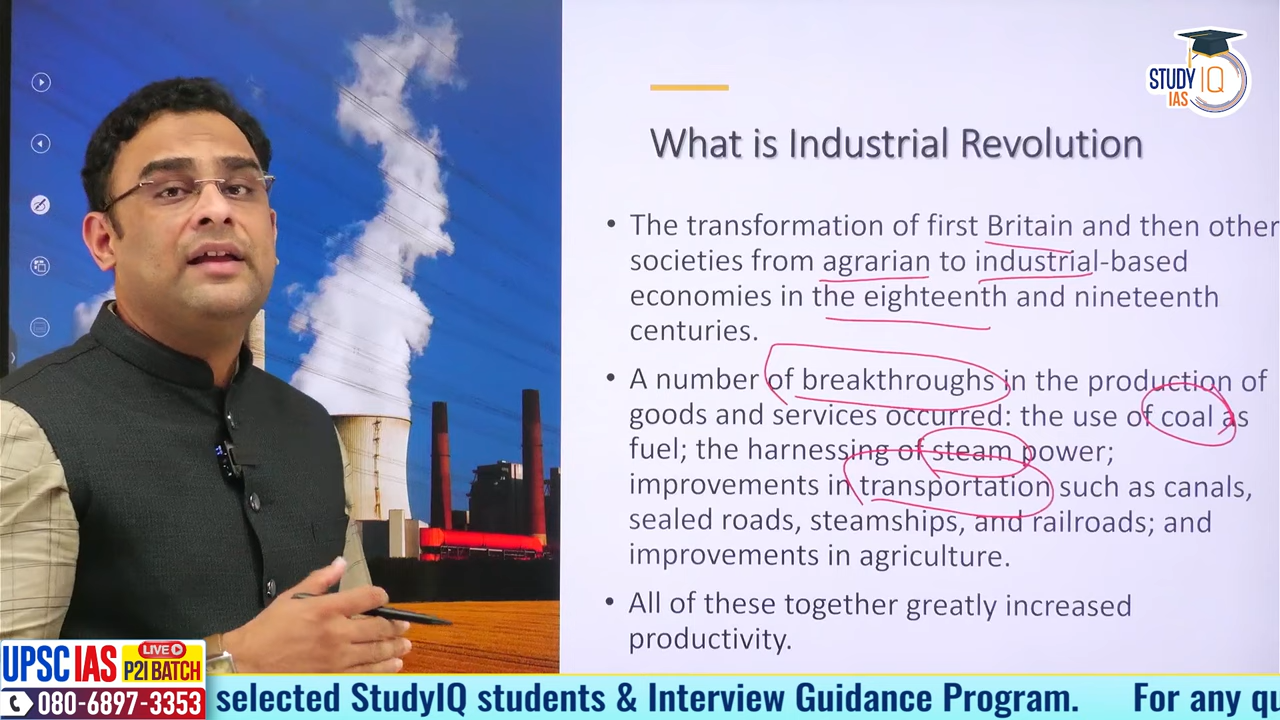 STUDY IQ
IAS
What is Industrial Revolution
• The transformation of first Britain and then other
societies from agrarian to industrial-based
economies in the eighteenth and nineteenth
centuries.
• A number of breakthroughs in the production of
goods and services occurred: the use of coal as
fuel; the harnessing of steam power;
improvements in transportation such as canals,
sealed roads, steamships, and railroads; and
improvements in agriculture.
• All of these together greatly increased
productivity.
UPSC IAS LIVE P2I BATCH
080-6897-3353
selected StudyIQ students & Interview Guidance Program. For any qu